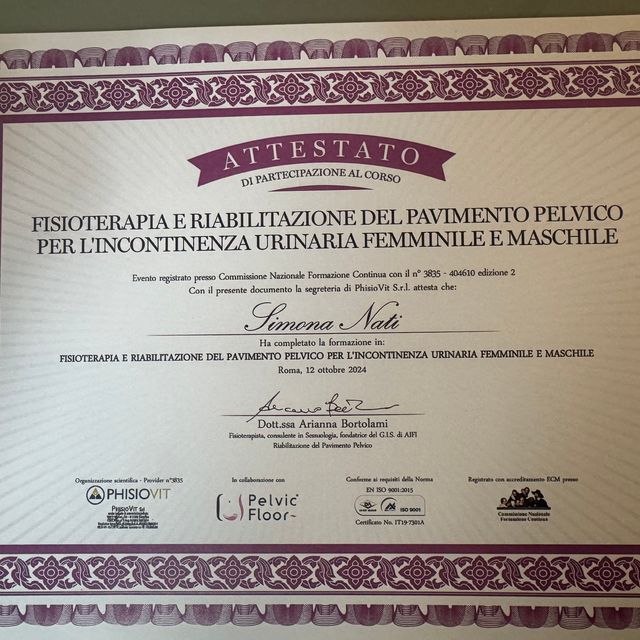 ATTESTATO
DI PARTECIPAZIONE AL CORSO
FISIOTERAPIA E RIABILITAZIONE DEL PAVIMENTO PELVICO
PER L'INCONTINENZA URINARIA FEMMINILE E MASCHILE
Evento registrato presso Commissione Nazionale Formazione Continua con il n° 3835 - 404610 edizione 2
Con il presente documento la segreteria di PhisioVit S.r.l. attesta che:
Simona Nati
Ha completato la formazione in:
FISIOTERAPIA E RIABILITAZIONE DEL PAVIMENTO PELVICO PER L'INCONTINENZA URINARIA FEMMINILE E MASCHILE
Roma, 12 ottobre 2024
Dott.ssa Arianna Bortolami
Fisioterapista, consulente in Sessuologia, fondatrice del G.I.S. di AIFI
Riabilitazione del Pavimento Pelvico
Organizzazione scientifica - Provider n°3835
PHISIOVIT
PhisioVit Srl
In collaborazione con
Pelvic
Floor
Conforme ai requisiti della Norma
EN ISO 9001:2015
ISO 9001
Certificato No. IT19-7301A
Registrato con accreditamento ECM presso
Commissione Nazionale
Formazione Continua